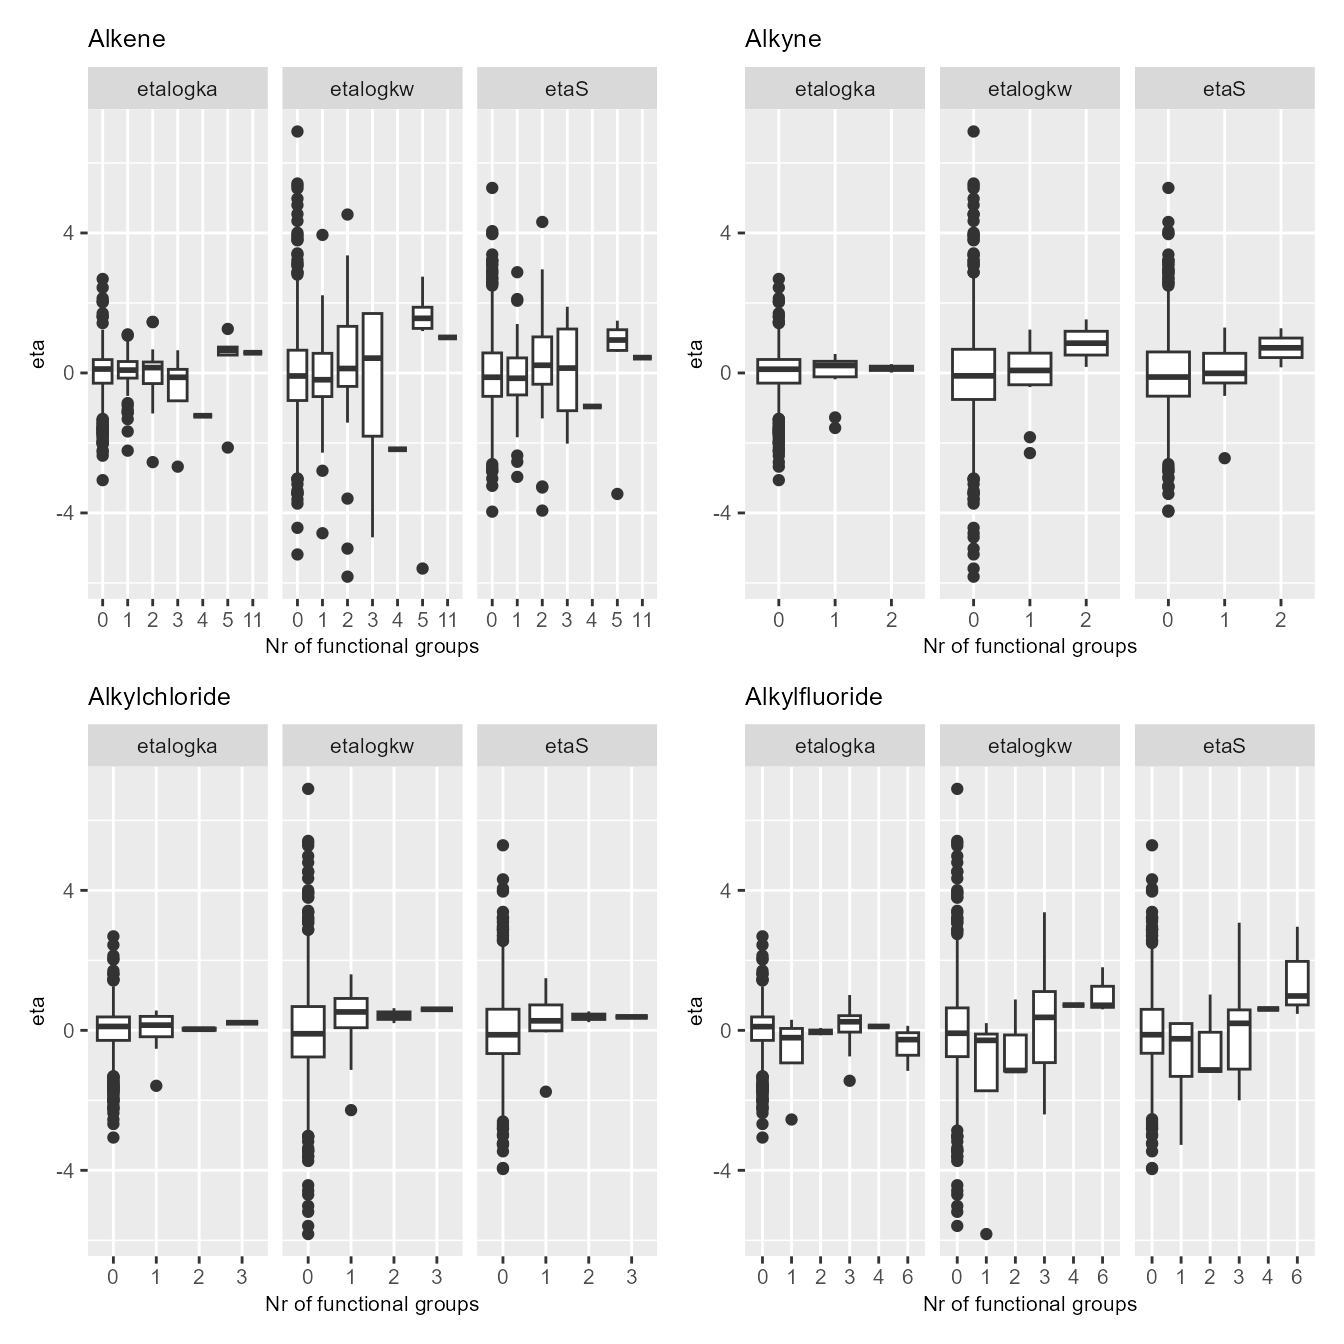 Alkene
etalogka etalogkw etaS
4
0
-4
eta
0 1 2 3 4 5 11 0 1 2 3 4 5 11 0 1 2 3 4 5 11
Nr of functional groups
Alkyne
etalogka etalogkw etaS
4
0
-4
eta
0 1 2 0 1 2 0 1 2
Nr of functional groups
Alkylchloride
etalogka etalogkw etaS
4
0
-4
eta
0 1 2 3 0 1 2 3 0 1 2 3
Nr of functional groups
Alkylfluoride
etalogka etalogkw etaS
4
0
-4
eta
0 1 2 3 4 6 0 1 2 3 4 6 0 1 2 3 4 6
Nr of functional groups